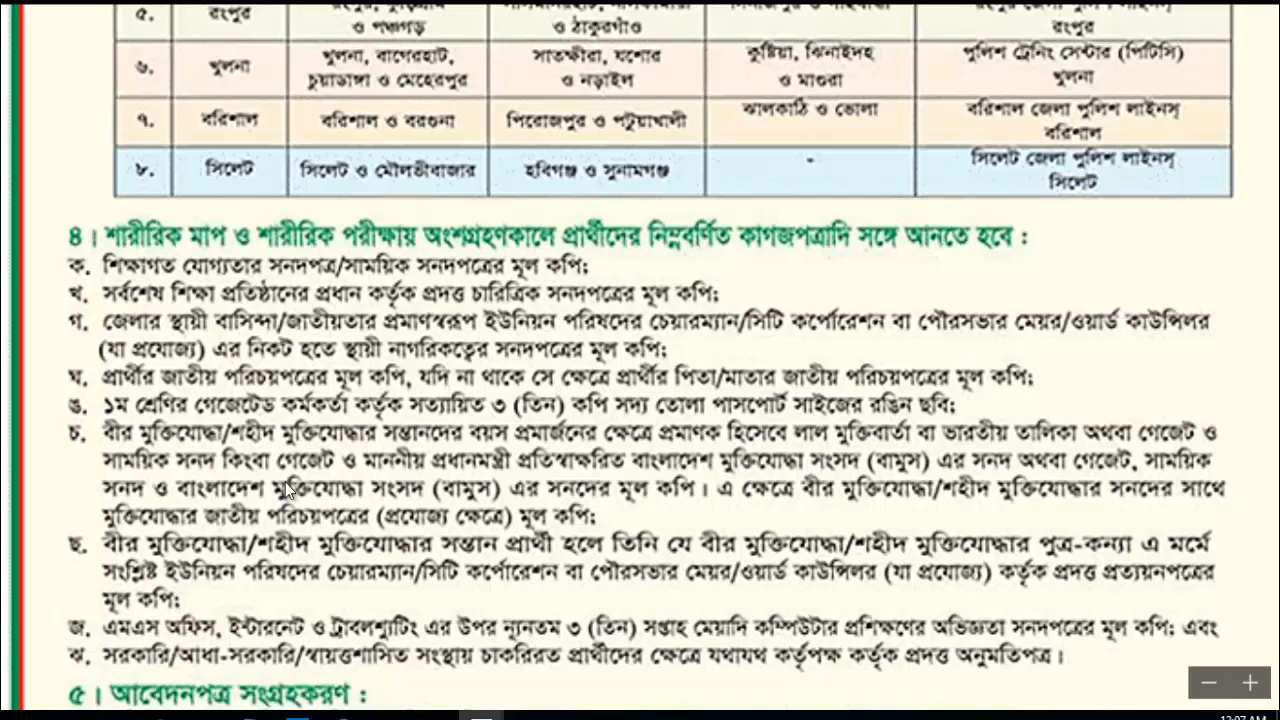 ৫. রংপুর
ও পঞ্চগড় ও ঠাকুরগাঁও রংপুর
৬. খুলনা খুলনা, বাগেরহাট, সাতক্ষীরা, যশোর কুষ্টিয়া, ঝিনাইদহ পুলিশ ট্রেনিং সেন্টার (পিটিসি)
চুয়াডাঙ্গা ও মেহেরপুর ও নড়াইল ও মাগুরা খুলনা
৭. বরিশাল বরিশাল ও বরগুনা পিরোজপুর ও পটুয়াখালী ঝালকাঠি ও ভোলা বরিশাল জেলা পুলিশ লাইনস্
বরিশাল
৮. সিলেট সিলেট ও মৌলভীবাজার হবিগঞ্জ ও সুনামগঞ্জ - সিলেট জেলা পুলিশ লাইনস্
সিলেট
৪। শারীরিক মাপ ও শারীরিক পরীক্ষায় অংশগ্রহণকালে প্রার্থীদের নিম্নবর্ণিত কাগজপত্রাদি সঙ্গে আনতে হবে :
ক. শিক্ষাগত যোগ্যতার সনদপত্র/সাময়িক সনদপত্রের মূল কপি;
খ. সর্বশেষ শিক্ষা প্রতিষ্ঠানের প্রধান কর্তৃক প্রদত্ত চারিত্রিক সনদপত্রের মূল কপি;
গ. জেলার স্থায়ী বাসিন্দা/জাতীয়তার প্রমাণস্বরূপ ইউনিয়ন পরিষদের চেয়ারম্যান/সিটি কর্পোরেশন বা পৌরসভার মেয়র/ওয়ার্ড কাউন্সিলর
(যা প্রযোজ্য) এর নিকট হতে স্থায়ী নাগরিকত্বের সনদপত্রের মূল কপি;
ঘ. প্রার্থীর জাতীয় পরিচয়পত্রের মূল কপি, যদি না থাকে সে ক্ষেত্রে প্রার্থীর পিতা/মাতার জাতীয় পরিচয়পত্রের মূল কপি;
ঙ. ১ম শ্রেণির গেজেটেড কর্মকর্তা কর্তৃক সত্যায়িত ৩ (তিন) কপি সদ্য তোলা পাসপোর্ট সাইজের রঙিন ছবি;
চ. বীর মুক্তিযোদ্ধা/শহীদ মুক্তিযোদ্ধার সন্তানদের বয়স প্রমার্জনের ক্ষেত্রে প্রমাণক হিসেবে লাল মুক্তিবার্তা বা ভারতীয় তালিকা অথবা গেজেট ও
সাময়িক সনদ কিংবা গেজেট ও মাননীয় প্রধানমন্ত্রী প্রতিস্বাক্ষরিত বাংলাদেশ মুক্তিযোদ্ধা সংসদ (বামুস) এর সনদ অথবা গেজেট, সাময়িক
সনদ ও বাংলাদেশ মুক্তিযোদ্ধা সংসদ (বামুস) এর সনদের মূল কপি। এ ক্ষেত্রে বীর মুক্তিযোদ্ধা/শহীদ মুক্তিযোদ্ধার সনদের সাথে
মুক্তিযোদ্ধার জাতীয় পরিচয়পত্রের (প্রযোজ্য ক্ষেত্রে) মূল কপি;
ছ. বীর মুক্তিযোদ্ধা/শহীদ মুক্তিযোদ্ধার সন্তান প্রার্থী হলে তিনি যে বীর মুক্তিযোদ্ধা/শহীদ মুক্তিযোদ্ধার পুত্র-কন্যা এ মর্মে
সংশ্লিষ্ট ইউনিয়ন পরিষদের চেয়ারম্যান/সিটি কর্পোরেশন বা পৌরসভার মেয়র/ওয়ার্ড কাউন্সিলর (যা প্রযোজ্য) কর্তৃক প্রদত্ত প্রত্যয়নপত্রের
মূল কপি;
জ. এমএস অফিস, ইন্টারনেট ও ট্রাবলশ্যুটিং এর উপর ন্যূনতম ৩ (তিন) সপ্তাহ মেয়াদি কম্পিউটার প্রশিক্ষণের অভিজ্ঞতা সনদপত্রের মূল কপি; এবং
ঝ. সরকারি/আধা-সরকারি/স্বায়ত্তশাসিত সংস্থায় চাকরিরত প্রার্থীদের ক্ষেত্রে যথাযথ কর্তৃপক্ষ কর্তৃক প্রদত্ত অনুমতিপত্র।
৫। আবেদনপত্র সংগ্রহকরণ :